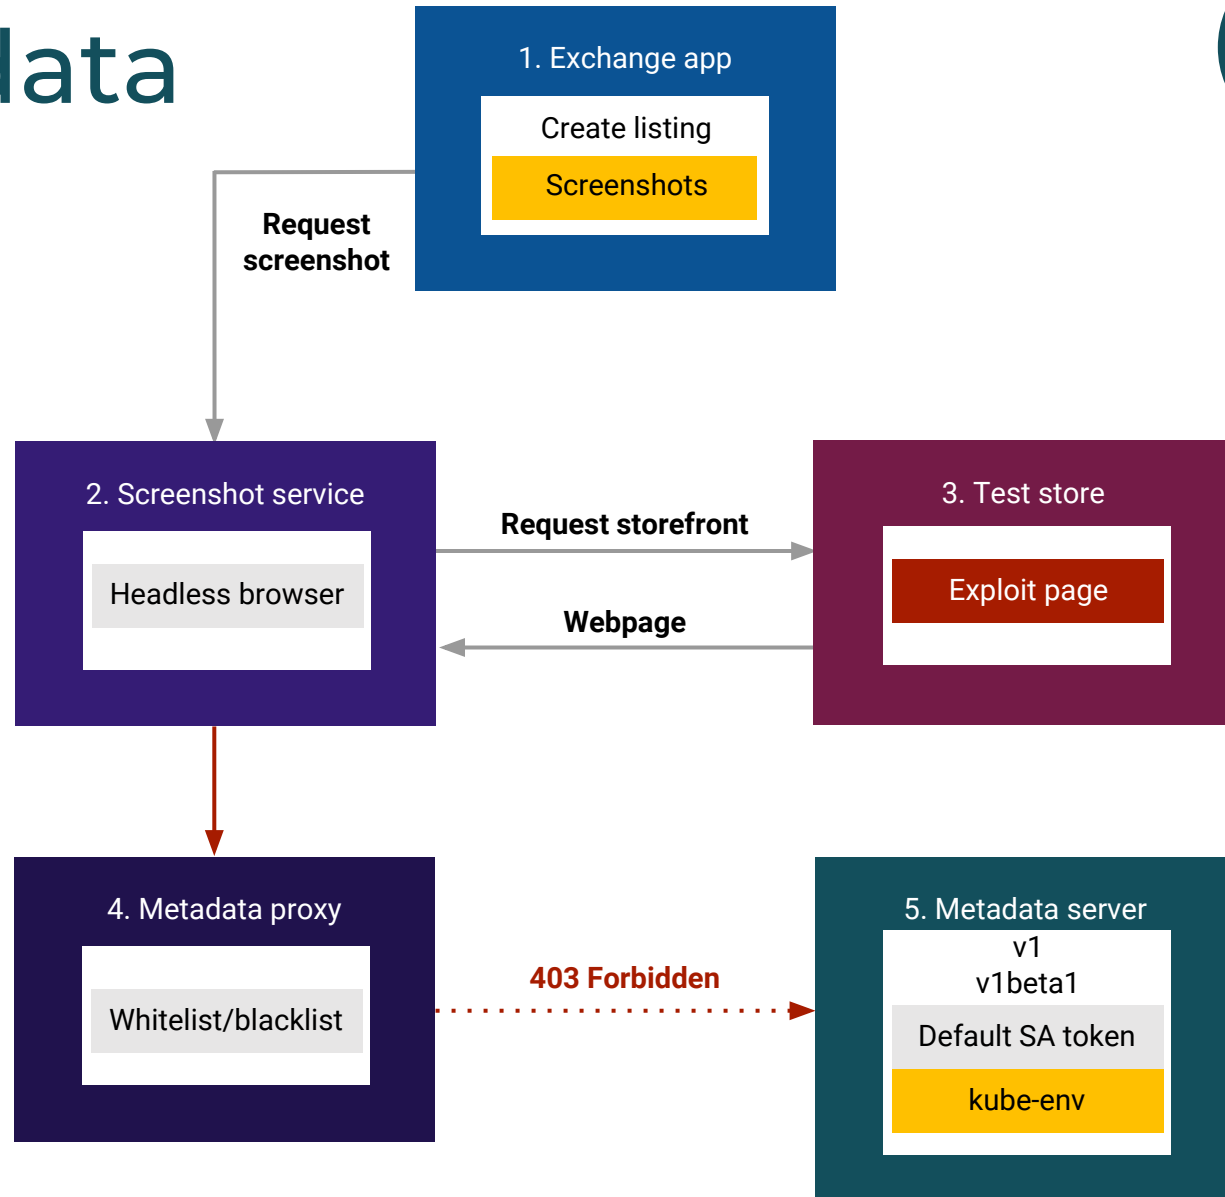 data
1. Exchange app
Create listing
Screenshots
Request
screenshot
2. Screenshot service
Headless browser
Request storefront
Webpage
3. Test store
Exploit page
4. Metadata proxy
Whitelist/blacklist
403 Forbidden
5. Metadata server
v1
v1beta1
Default SA token
kube-env